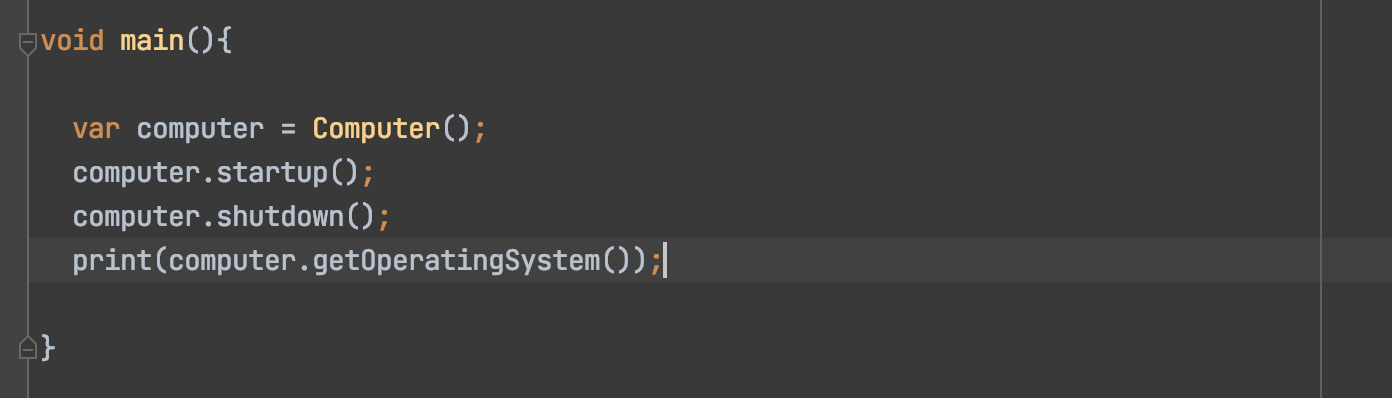 void main(){
var computer = Computer();
computer.startup();
computer.shutdown();
print(computer.getOperatingSystem());
}